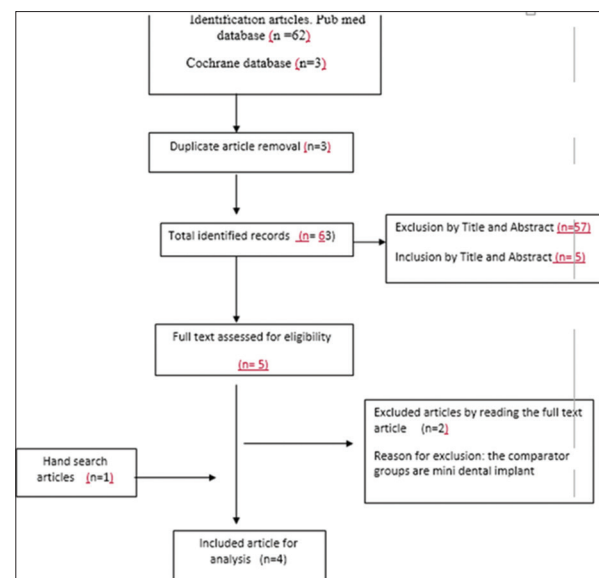 Identification articles. Pub med
database (n =62)
Cochrane database (n=3)
Duplicate article removal (n=3)
Total identified records (n= 63)
Exclusion by Title and Abstract (n=57)
Inclusion by Title and Abstract (n= 5)
Full text assessed for eligibility
(n= 5)
Excluded articles by reading the full text
article (n=2)
Reason for exclusion: the comparator
groups are mini dental implant
Hand search
articles (n=1)
Included article for
analysis (n=4)